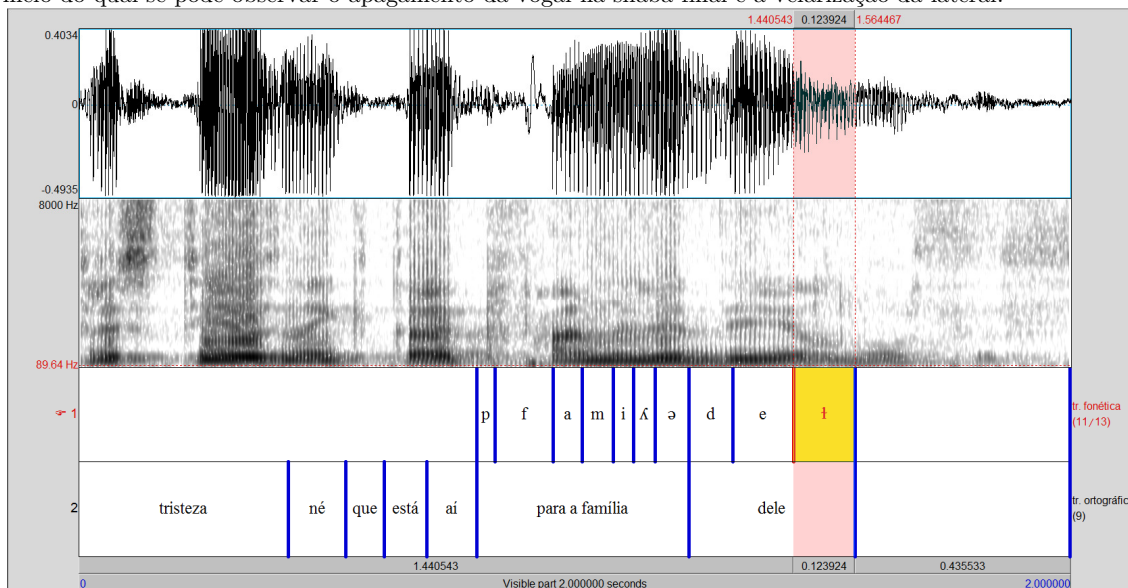 meio do qual se pode observar o apagamento da vogal na sílaba final e a velarização da lateral.
1.440543 0.123924 1.564467
0.4034
0
-0.4935
8000 Hz
89.64 Hz
☞ 1
p f a m i ʎ ə d e ɫ
tr. fonética
(11/13)
2
tristeza né que está aí para a família dele
tr. ortográfic
(9)
1.440543 0.123924 0.435533
0 Visible part 2.000000 seconds 2.000000